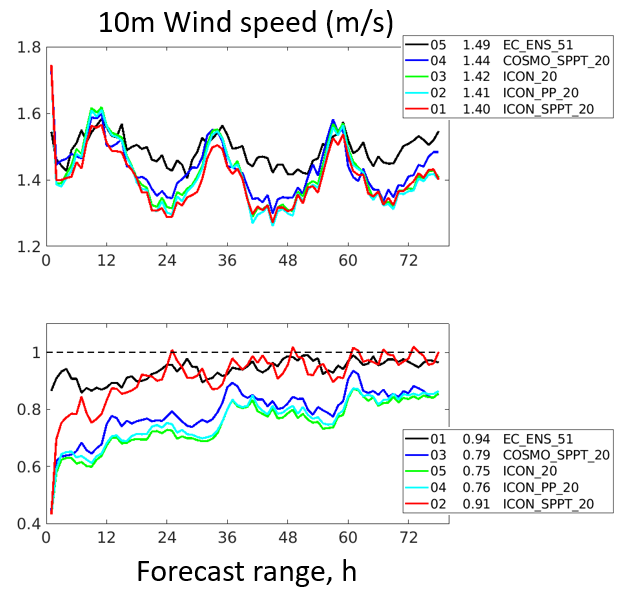 10m Wind speed (m/s)
05 1.49 EC_ENS_51
04 1.44 COSMO_SPPT_20
03 1.42 ICON_20
02 1.41 ICON_PP_20
01 1.40 ICON_SPPT_20
1.8
1.6
1.4
1.2
0 12 24 36 48 60 72
1
0.8
0.6
0.4
01 0.94 EC_ENS_51
03 0.79 COSMO_SPPT_20
05 0.75 ICON_20
04 0.76 ICON_PP_20
02 0.91 ICON_SPPT_20
0 12 24 36 48 60 72
Forecast range, h